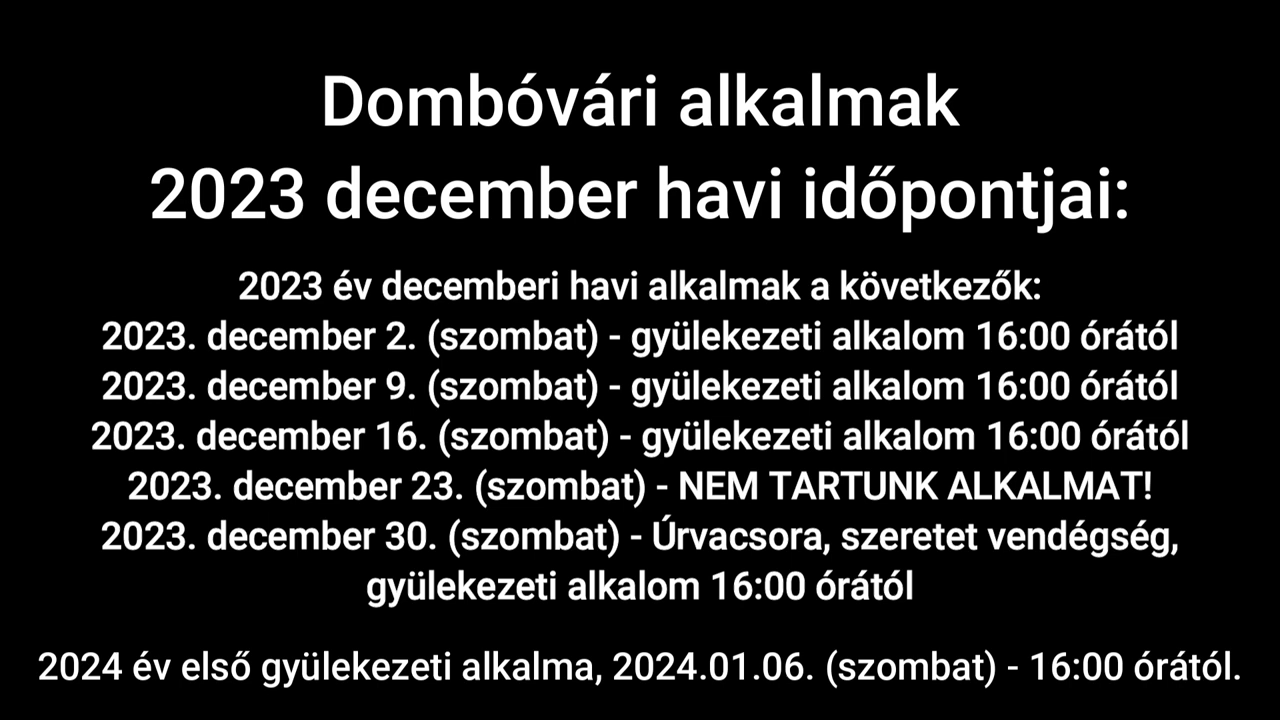 Dombóvári alkalmak
2023 december havi időpontjai:
2023 év decemberi havi alkalmak a következők:
2023. december 2. (szombat) - gyülekezeti alkalom 16:00 órától
2023. december 9. (szombat) - gyülekezeti alkalom 16:00 órától
2023. december 16. (szombat) - gyülekezeti alkalom 16:00 órától
2023. december 23. (szombat) - NEM TARTUNK ALKALMAT!
2023. december 30. (szombat) - Úrvacsora, szeretet vendégség,
gyülekezeti alkalom 16:00 órától
2024 év első gyülekezeti alkalma, 2024.01.06. (szombat) - 16:00 órától.